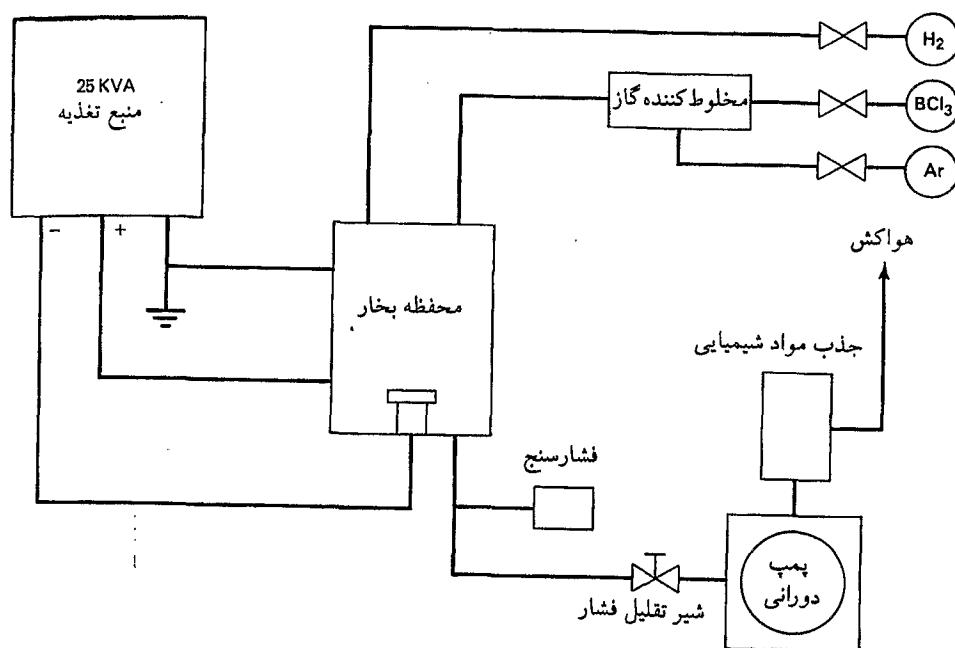 H₂
25 KVA
منبع تغذیه
مخلوط کننده گاز
BCl₃
Ar
- +
هواکش
محفظه بخار
جذب مواد شیمیایی
فشارسنج
پمپ
دورانی
شیر تقلیل فشار